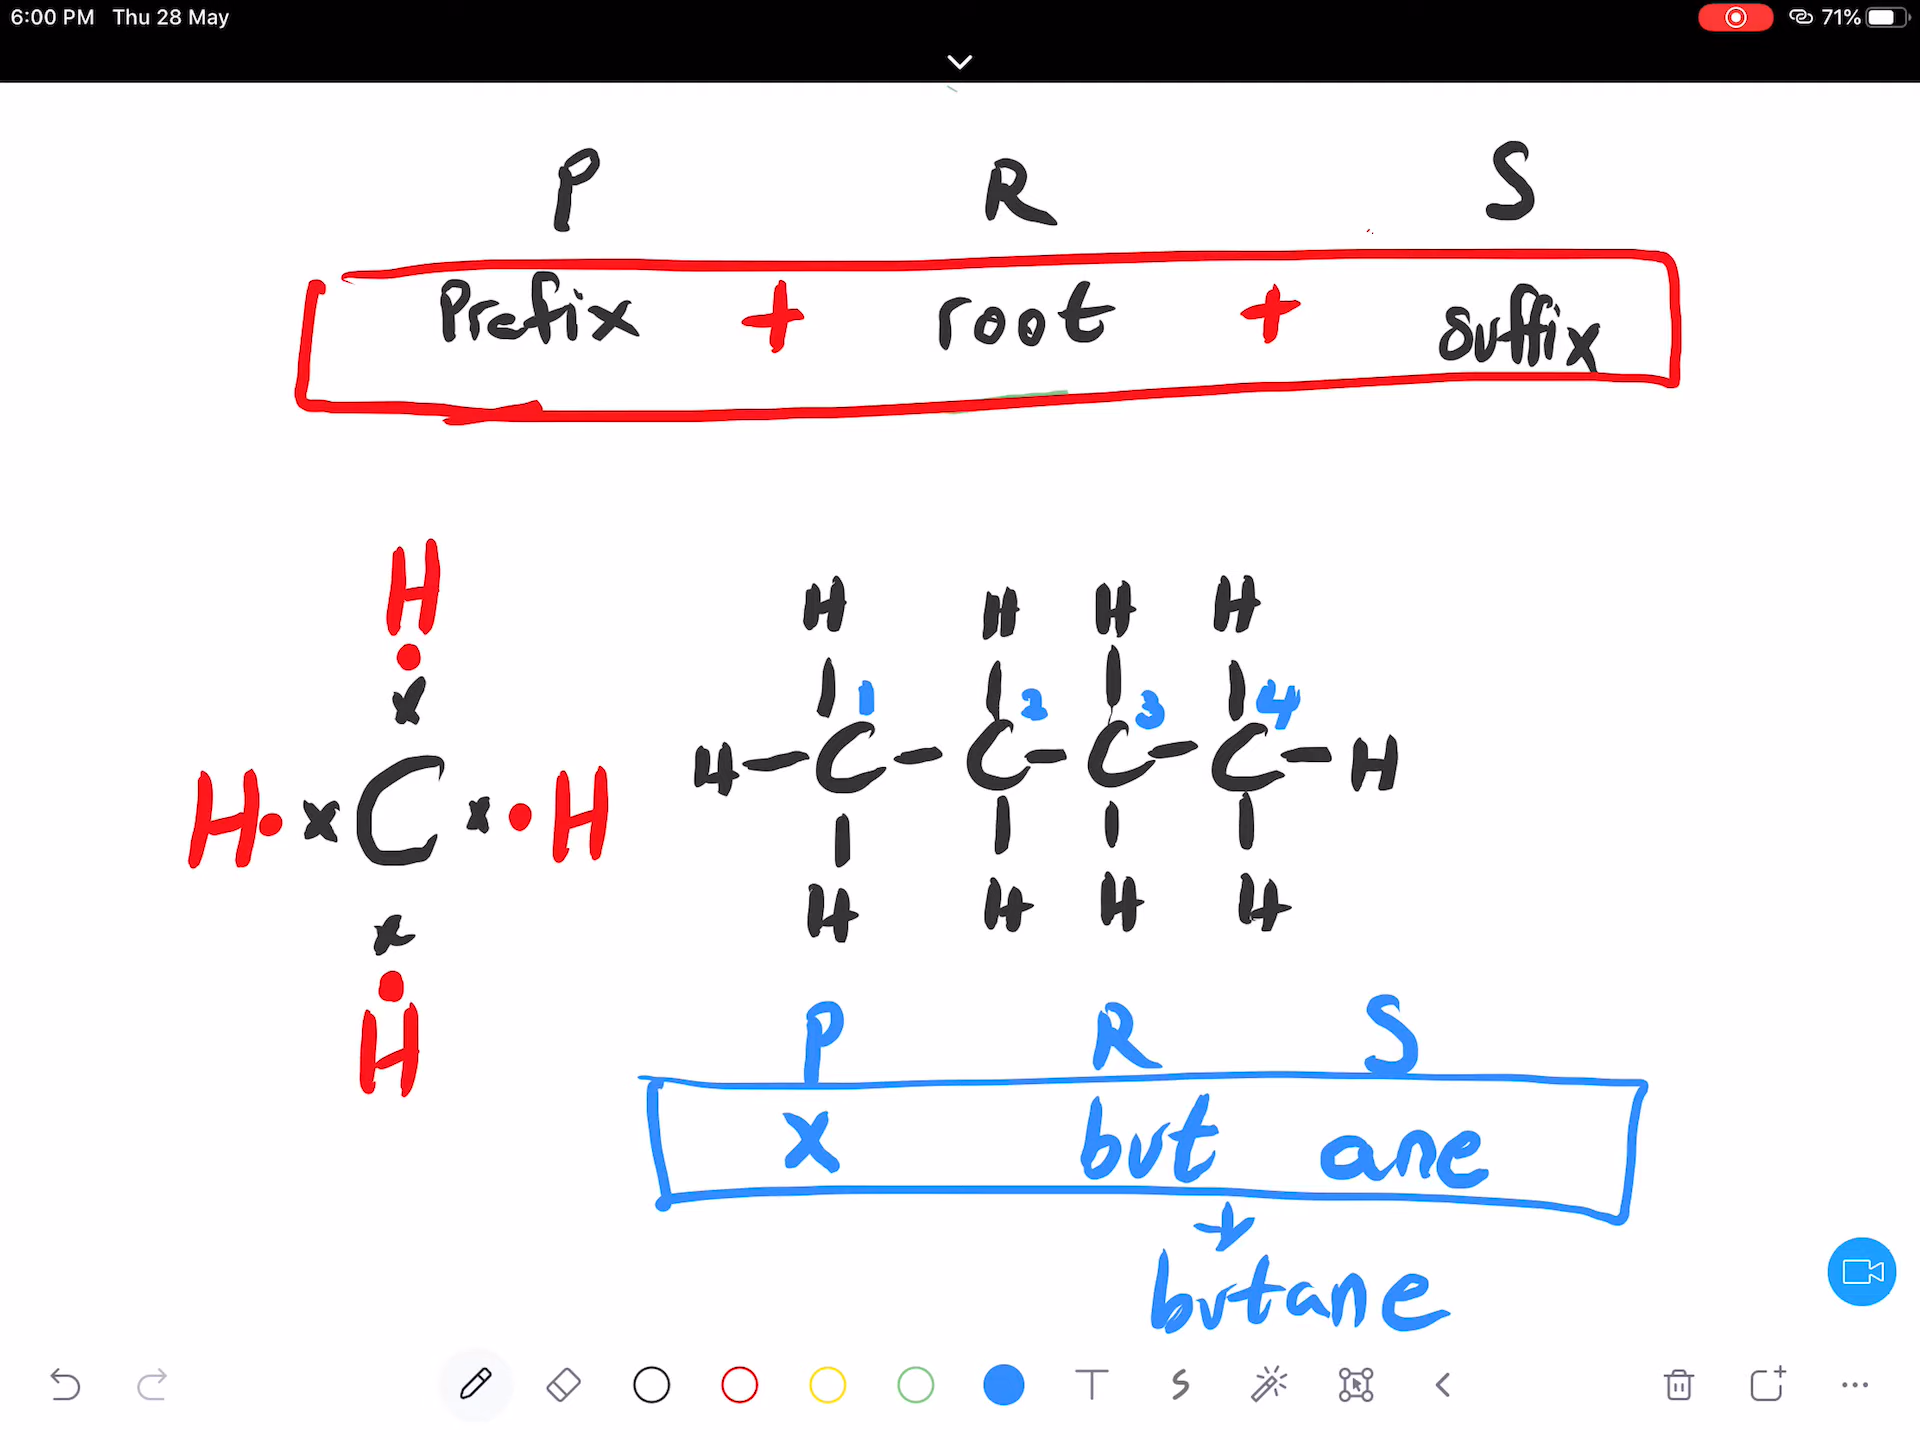 6:00 PM Thu 28 May 71%
P R S
Prefix + root + suffix
H
• x
H • x C x • H
x •
H
H H H H
1 2 3 4
H - C - C - C - C - H
H H H H
P R S
x but ane
butane
T